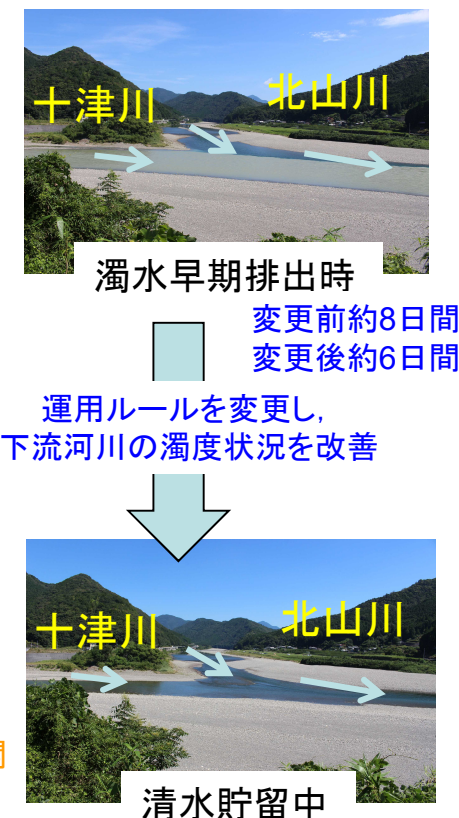 十津川
北山川
濁水早期排出時
変更前約8日間
変更後約6日間
運用ルールを変更し,
下流河川の濁度状況を改善
十津川
北山川
間
清水貯留中